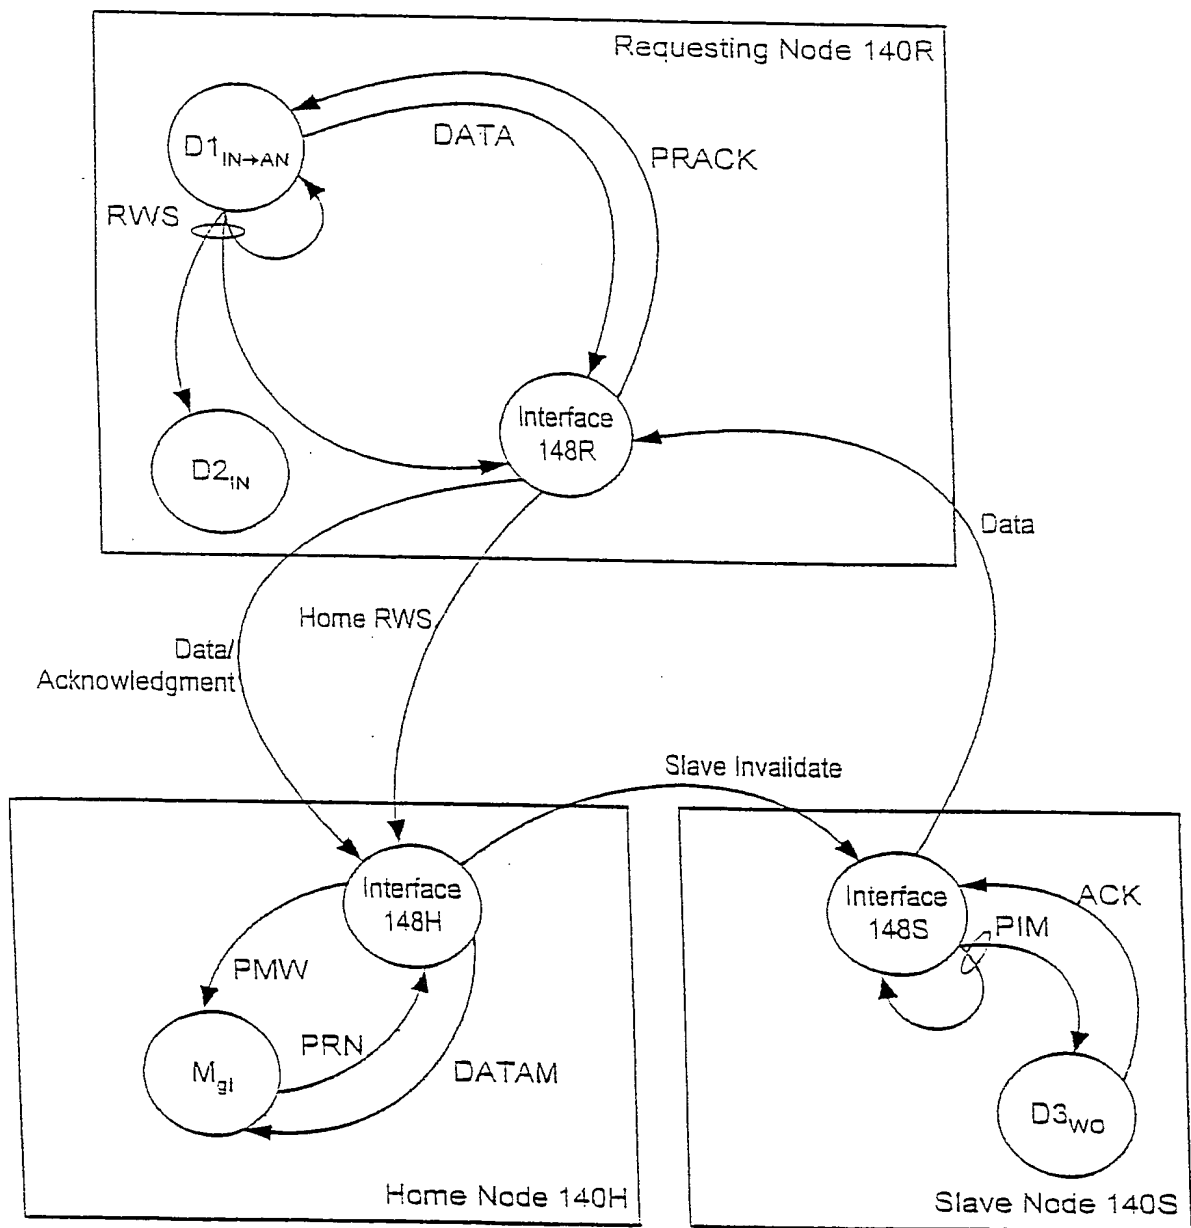 Requesting Node 140R
D1IN→AN
DATA
PRACK
RWS
Interface
148R
D2IN
Data
Home RWS
Data/
Acknowledgment
Slave Invalidate
Interface
148H
Interface
148S
ACK
PIM
PMW
PRN
DATAM
Mgi
D3WO
Home Node 140H
Slave Node 140S